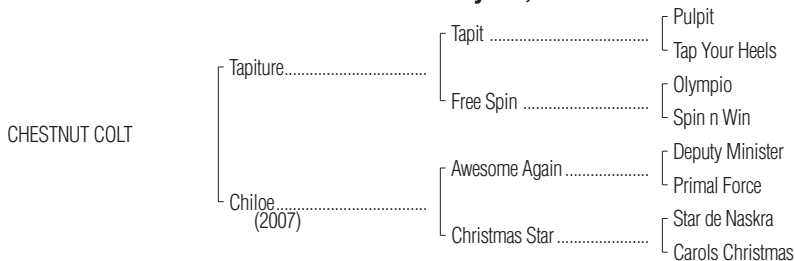 Pulpit
Tapit ....................................................
Tap Your Heels
Tapiture..................................
Olympio
Free Spin ........................................
Spin n Win
CHESTNUT COLT
Deputy Minister
Awesome Again ...........................
Primal Force
Chiloe....................................
(2007)
Star de Naskra
Christmas Star .............................
Carols Christmas